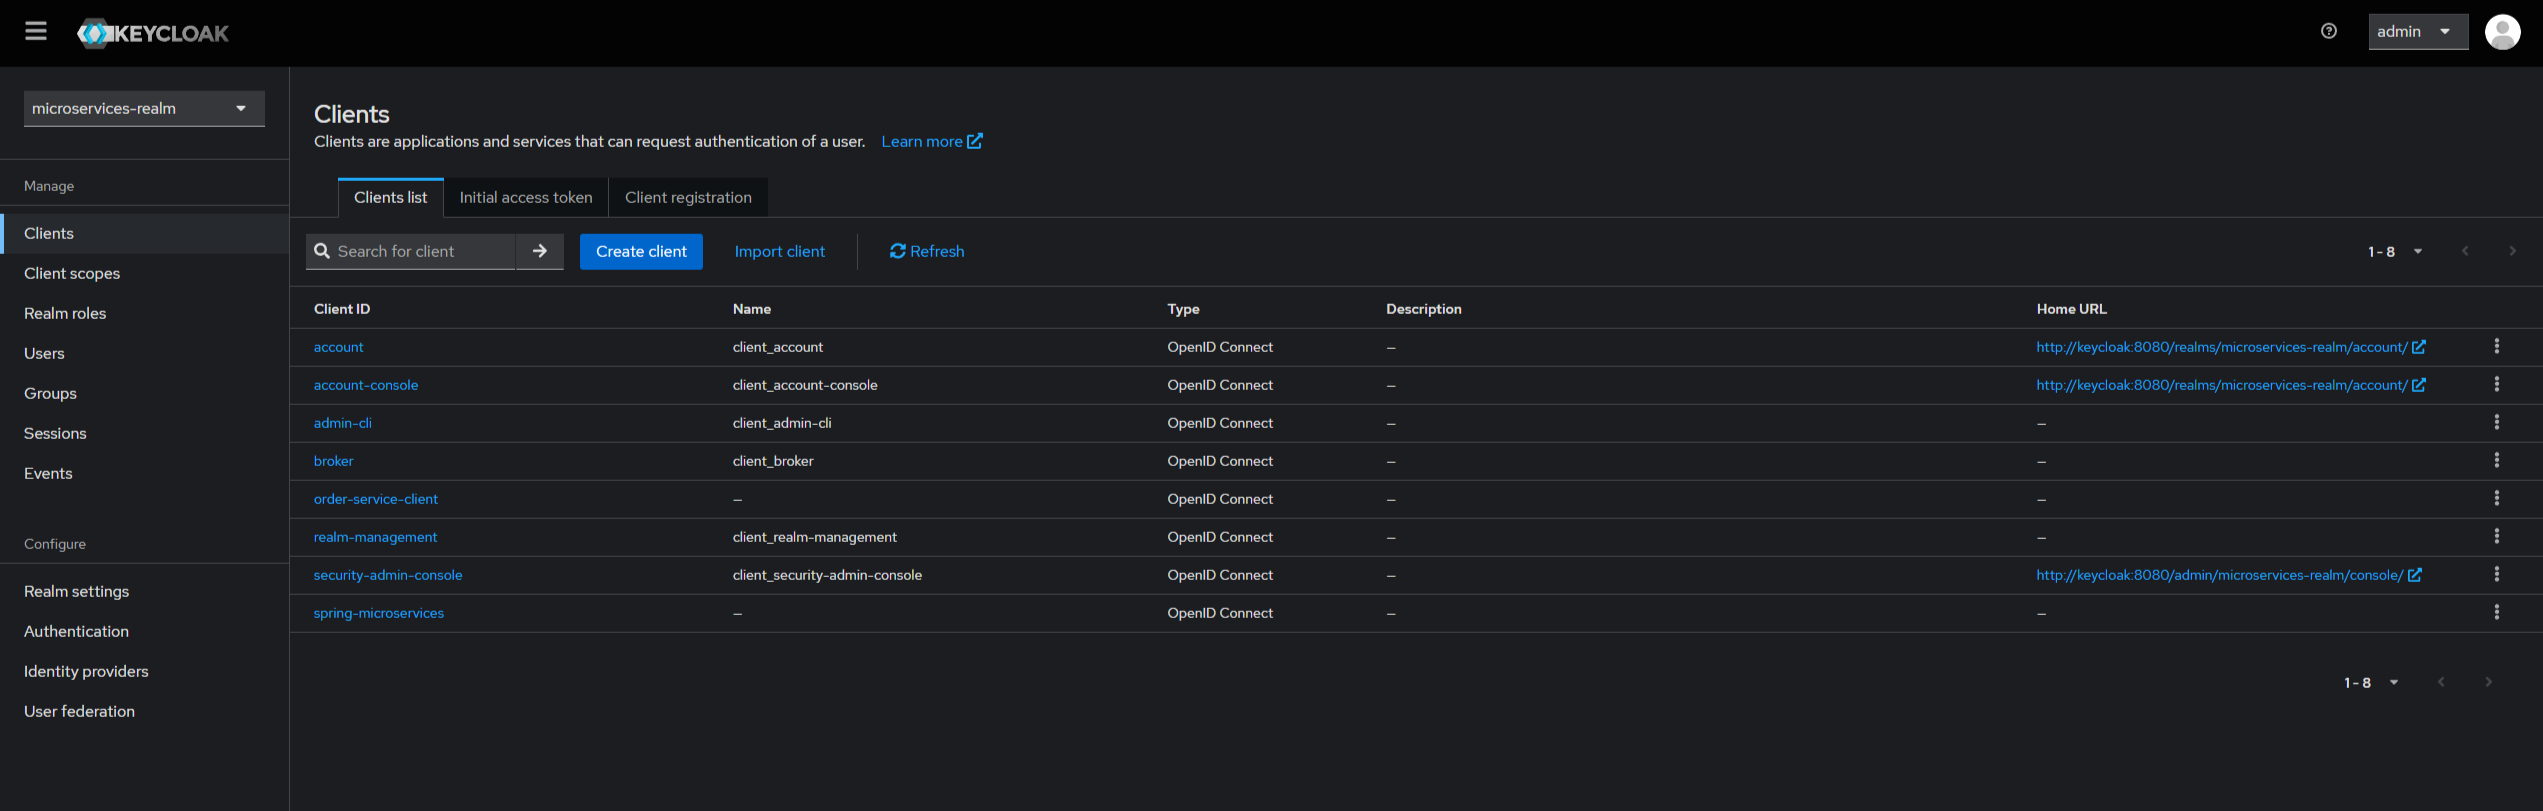 KEYCLOAK
admin
microservices-realm
Manage
Clients
Client scopes
Realm roles
Users
Groups
Sessions
Events
Configure
Realm settings
Authentication
Identity providers
User federation
Clients
Clients are applications and services that can request authentication of a user. Learn more
Clients list Initial access token Client registration
Search for client Create client Import client Refresh 1 - 8
Client ID Name Type Description Home URL
account client_account OpenID Connect – http://keycloak:8080/realms/microservices-realm/account/
account-console client_account-console OpenID Connect – http://keycloak:8080/realms/microservices-realm/account/
admin-cli client_admin-cli OpenID Connect – –
broker client_broker OpenID Connect – –
order-service-client – OpenID Connect – –
realm-management client_realm-management OpenID Connect – –
security-admin-console client_security-admin-console OpenID Connect – http://keycloak:8080/admin/microservices-realm/console/
spring-microservices – OpenID Connect – –
1 - 8